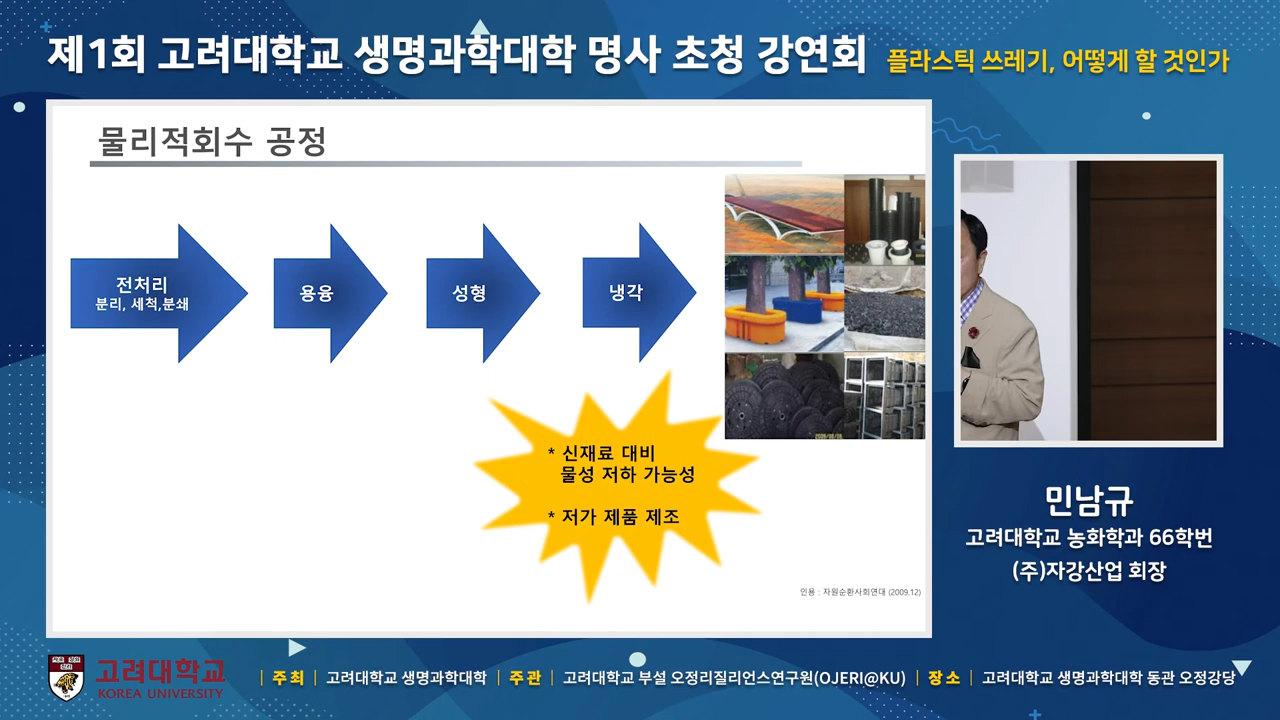 제1회 고려대학교 생명과학대학 명사 초청 강연회 플라스틱 쓰레기, 어떻게 할 것인가
물리적회수 공정
전처리
분리, 세척,분쇄
용융
성형
냉각
2009/08/06
* 신재료 대비
물성 저하 가능성
* 저가 제품 제조
인용 : 자원순환사회연대 (2009.12)
민남규
고려대학교 농화학과 66학번
(주)자강산업 회장
고려대학교
KOREA UNIVERSITY
| 주최 | 고려대학교 생명과학대학 | 주관 | 고려대학교 부설 오정리질리언스연구원(OJERI@KU) | 장소 | 고려대학교 생명과학대학 동관 오정강당